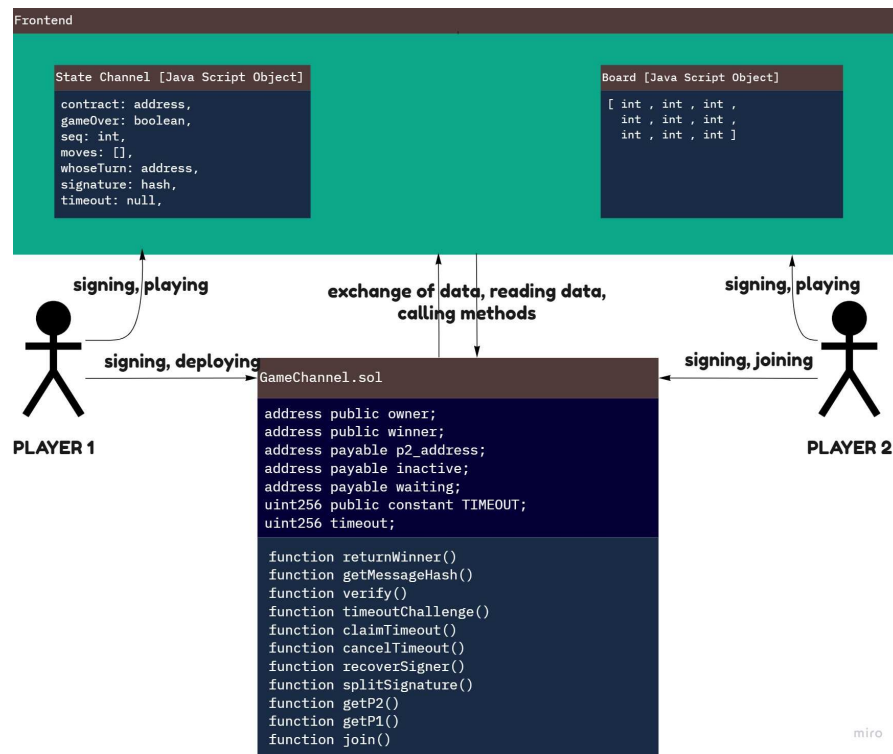 Frontend
State Channel [Java Script Object]
contract: address,
gameOver: boolean,
seq: int,
moves: [],
whoseTurn: address,
signature: hash,
timeout: null,
Board [Java Script Object]
[ int , int , int ,
int , int , int ,
int , int , int ]
signing, playing
exchange of data, reading data,
calling methods
signing, playing
signing, deploying
signing, joining
PLAYER 1
PLAYER 2
GameChannel.sol
address public owner;
address public winner;
address payable p2_address;
address payable inactive;
address payable waiting;
uint256 public constant TIMEOUT;
uint256 timeout;
function returnWinner()
function getMessageHash()
function verify()
function timeoutChallenge()
function claimTimeout()
function cancelTimeout()
function recoverSigner()
function splitSignature()
function getP2()
function getP1()
function join()
miro